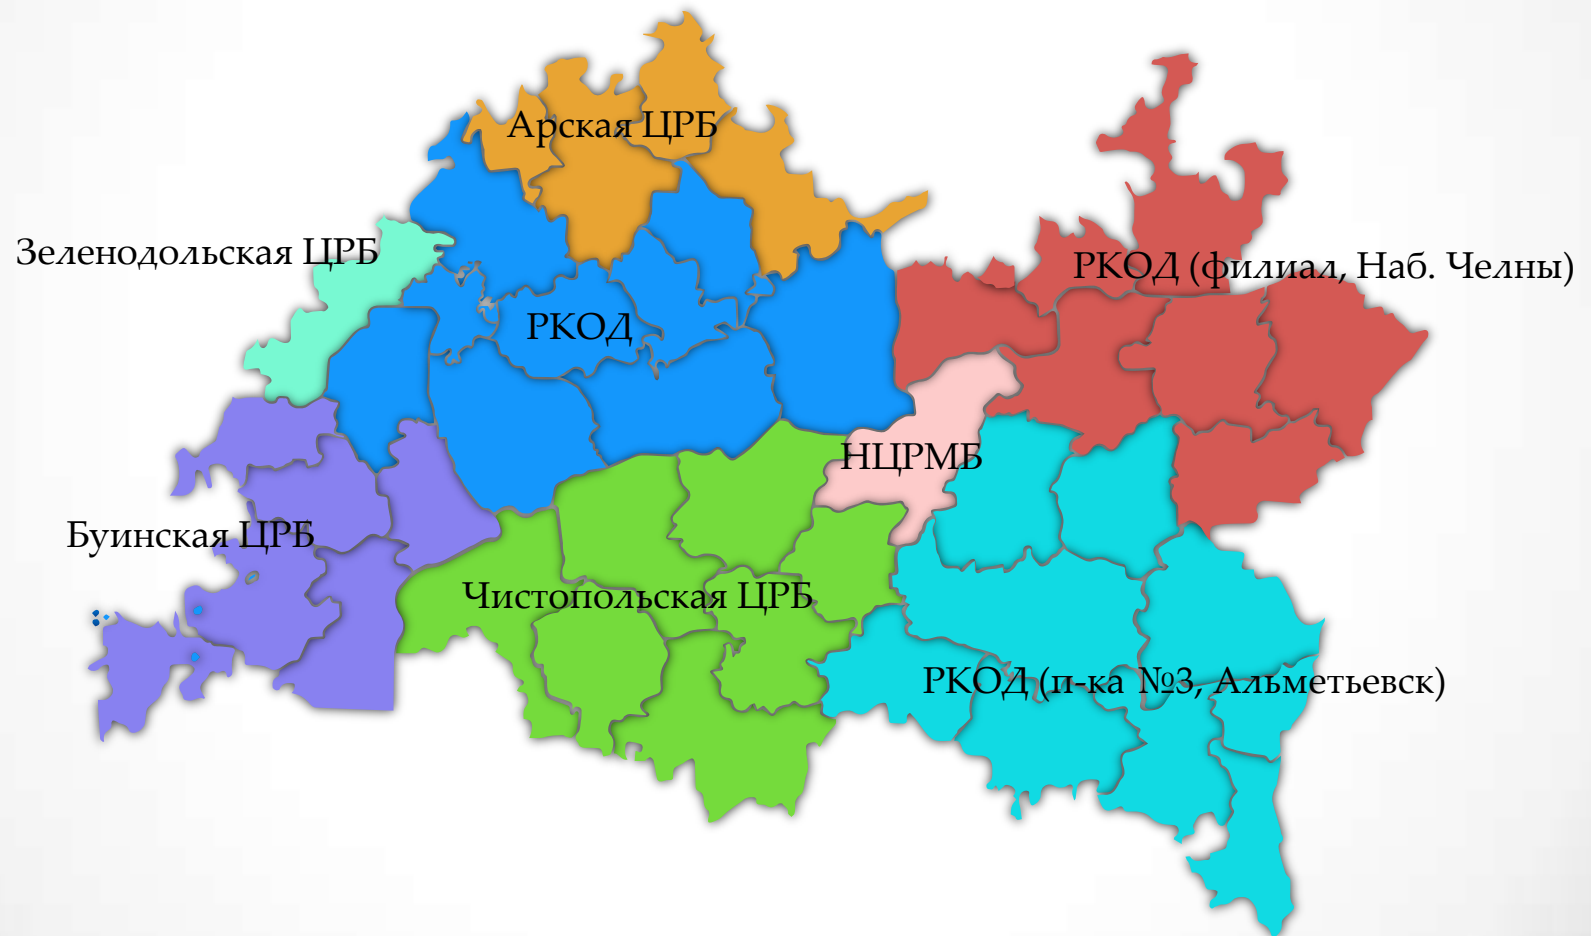 Арская ЦРБ
Зеленодольская ЦРБ
РКОД (филиал, Наб. Челны)
РКОД
НЦРМБ
Буинская ЦРБ
Чистопольская ЦРБ
РКОД (п-ка №3, Альметьевск)